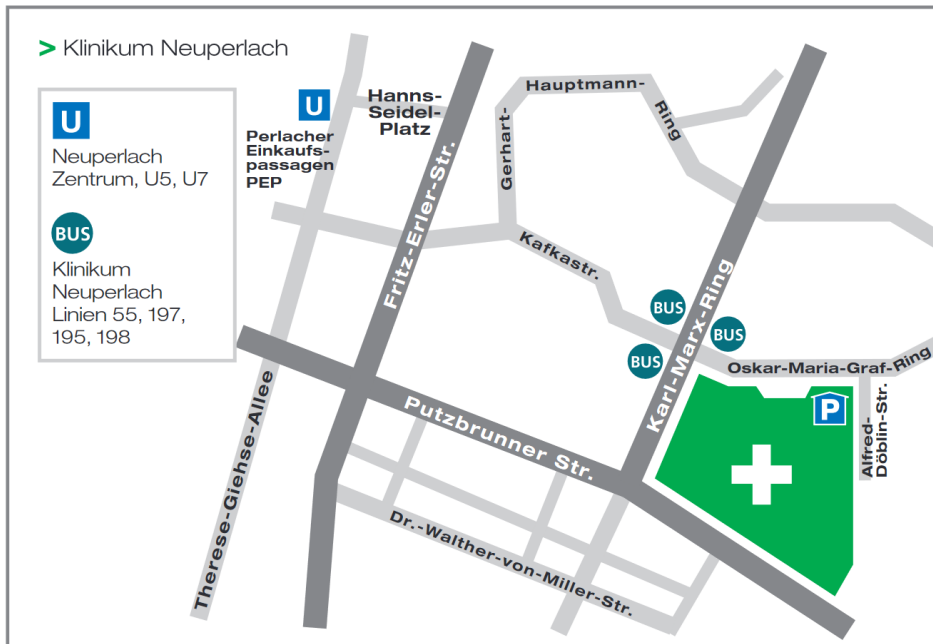 > Klinikum Neuperlach
U
Neuperlach
Zentrum, U5, U7
BUS
Klinikum
Neuperlach
Linien 55, 197,
195, 198
U
Perlacher
Einkaufs-
passagen
PEP
Hanns-
Seidel-
Platz
Fritz-Erler-Str.
Gerhart-
Hauptmann-
Ring
Kafkastr.
BUS
BUS
BUS
Karl-Marx-Ring
Oskar-Maria-Graf-Ring
P
Alfred-
Döblin-Str.
Therese-Giehse-Allee
Putzbrunner Str.
Dr.-Walther-von-Miller-Str.